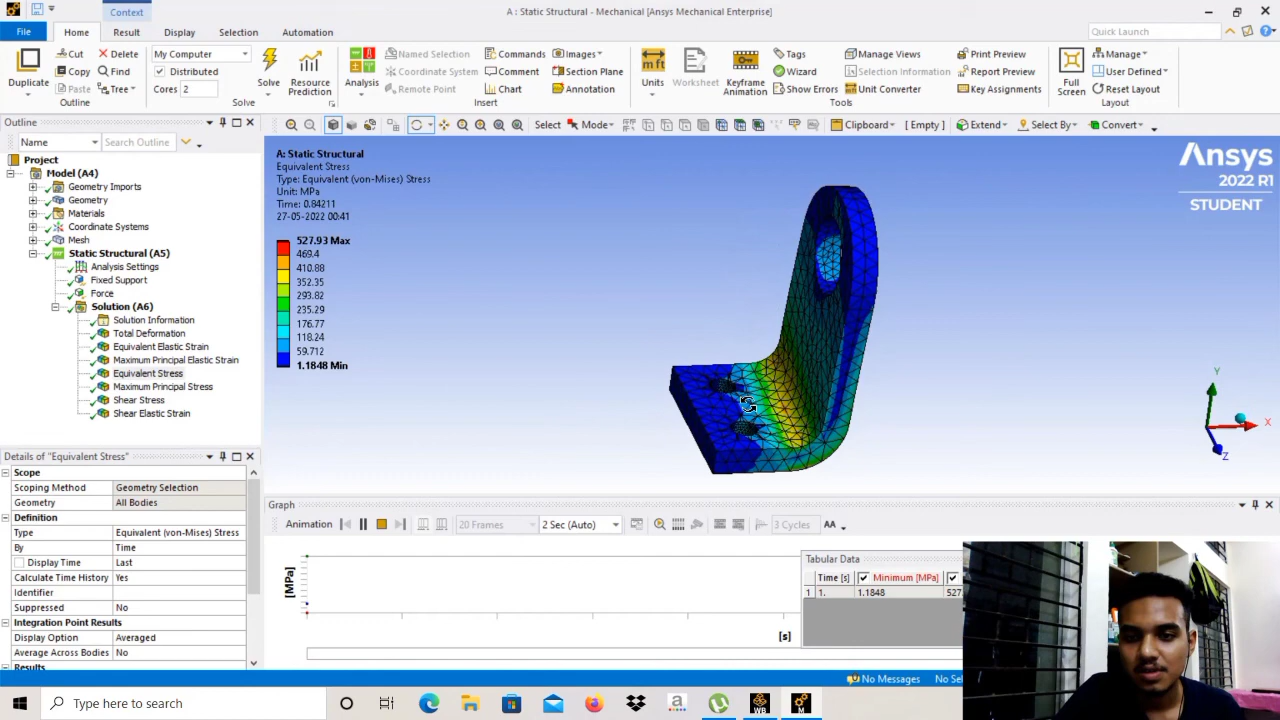 Context
A : Static Structural - Mechanical [Ansys Mechanical Enterprise]
File
Home
Result
Display
Selection
Automation
Quick Launch
Duplicate
Cut
Copy
Paste
Delete
Find
Tree
Outline
My Computer
Distributed
Cores 2
Solve
Resource Prediction
Solve
Analysis
Named Selection
Coordinate System
Remote Point
Commands
Comment
Chart
Images
Section Plane
Annotation
Insert
Units
Worksheet
Keyframe Animation
Tags
Wizard
Show Errors
Manage Views
Selection Information
Unit Converter
Print Preview
Report Preview
Key Assignments
Tools
Full Screen
Manage
User Defined
Reset Layout
Layout
Outline
Name
Search Outline
Select
Mode
Clipboard
[ Empty ]
Extend
Select By
Convert
Project
Model (A4)
Geometry Imports
Geometry
Materials
Coordinate Systems
Mesh
Static Structural (A5)
Analysis Settings
Fixed Support
Force
Solution (A6)
Solution Information
Total Deformation
Equivalent Elastic Strain
Maximum Principal Elastic Strain
Equivalent Stress
Maximum Principal Stress
Shear Stress
Shear Elastic Strain
A: Static Structural
Equivalent Stress
Type: Equivalent (von-Mises) Stress
Unit: MPa
Time: 0.84211
27-05-2022 00:41
527.93 Max
469.4
410.88
352.35
293.82
235.29
176.77
118.24
59.712
1.1848 Min
Ansys
2022 R1
STUDENT
Y
X
Z
Details of "Equivalent Stress"
Scope
Scoping Method Geometry Selection
Geometry All Bodies
Definition
Type Equivalent (von-Mises) Stress
By Time
Display Time Last
Calculate Time History Yes
Identifier
Suppressed No
Integration Point Results
Display Option Averaged
Average Across Bodies No
Results
Graph
Animation
20 Frames
2 Sec (Auto)
3 Cycles
AA
[MPa]
[s]
Tabular Data
Time [s] Minimum [MPa]
1 1. 1.1848 527
No Messages
No Sel
Type here to search
a
WB
M